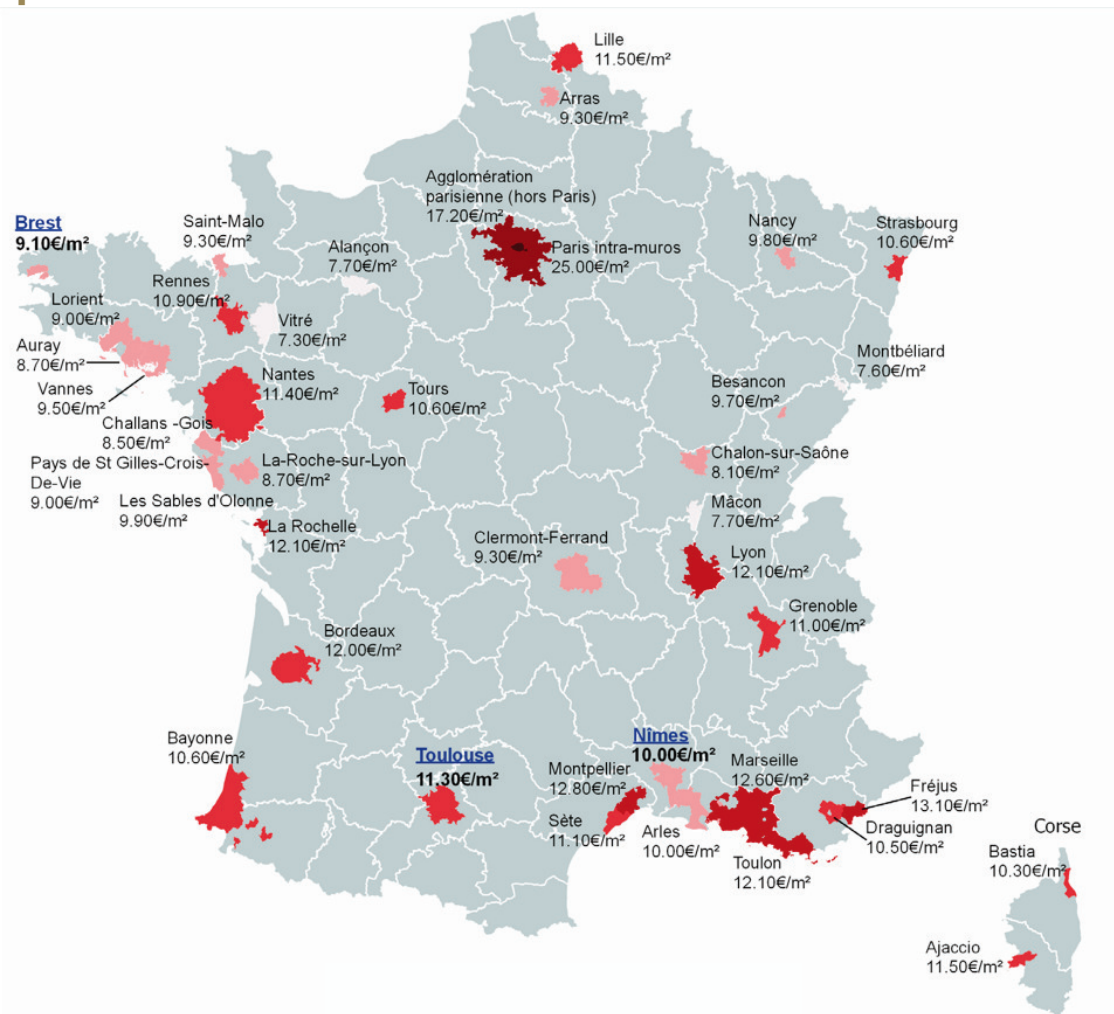 Lille
11.50€/m²
Arras
9.30€/m²
Agglomération
parisienne (hors Paris)
17.20€/m²
Paris intra-muros
25.00€/m²
Nancy
9.80€/m²
Strasbourg
10.60€/m²
Brest
9.10€/m²
Saint-Malo
9.30€/m²
Alançon
7.70€/m²
Rennes
10.90€/m²
Lorient
9.00€/m²
Vitré
7.30€/m²
Auray
8.70€/m²
Vannes
9.50€/m²
Nantes
11.40€/m²
Tours
10.60€/m²
Montbéliard
7.60€/m²
Besancon
9.70€/m²
Challans -Gois
8.50€/m²
Pays de St Gilles-Crois-
De-Vie
9.00€/m²
La-Roche-sur-Lyon
8.70€/m²
Chalon-sur-Saône
8.10€/m²
Les Sables d'Olonne
9.90€/m²
La Rochelle
12.10€/m²
Mâcon
7.70€/m²
Clermont-Ferrand
9.30€/m²
Lyon
12.10€/m²
Grenoble
11.00€/m²
Bordeaux
12.00€/m²
Bayonne
10.60€/m²
Toulouse
11.30€/m²
Nîmes
10.00€/m²
Montpellier
12.80€/m²
Marseille
12.60€/m²
Sète
11.10€/m²
Arles
10.00€/m²
Toulon
12.10€/m²
Fréjus
13.10€/m²
Draguignan
10.50€/m²
Corse
Bastia
10.30€/m²
Ajaccio
11.50€/m²